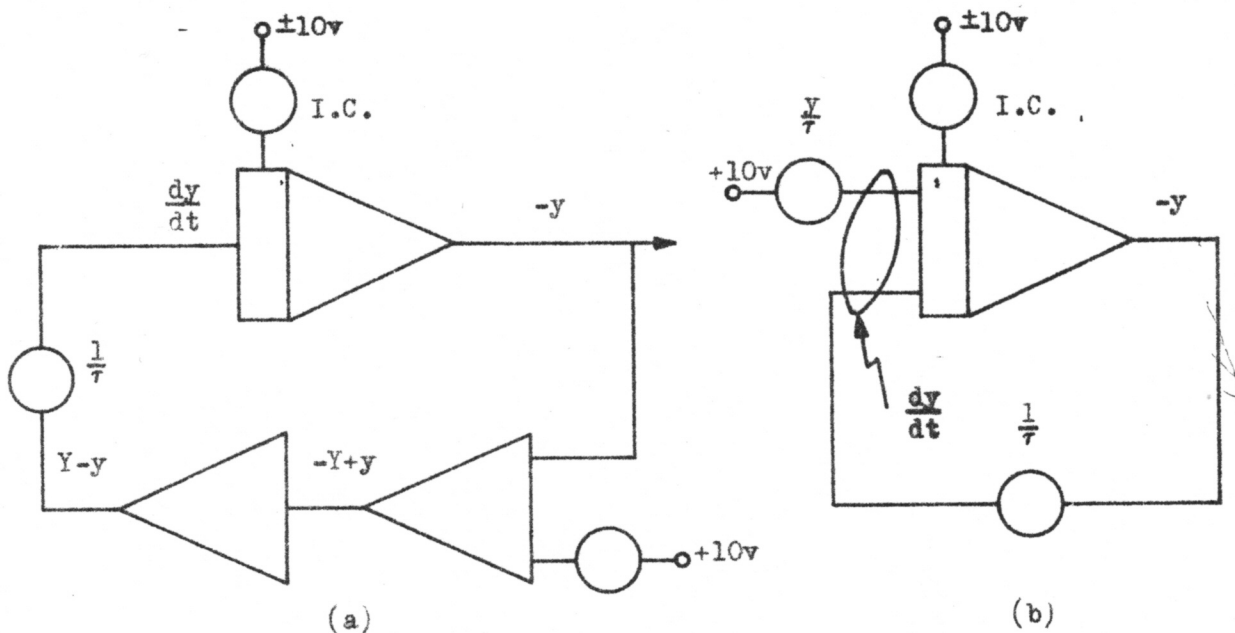 ±10v
I.C.
dy/dt
-y
1/τ
Y-y
-Y+y
+10v
(a)
±10v
I.C.
y/τ
+10v
-y
dy/dt
1/τ
(b)